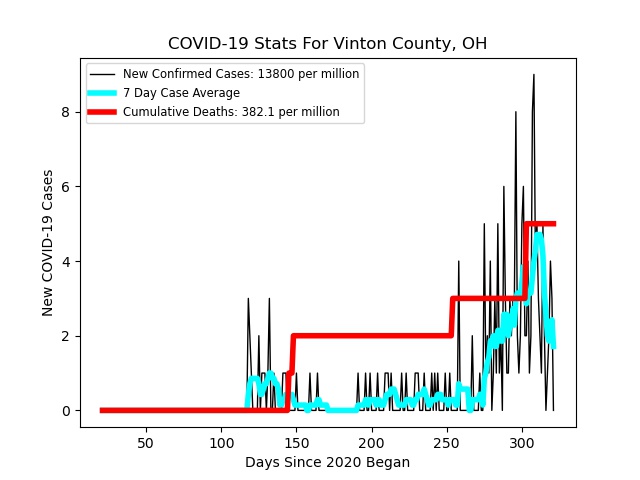 COVID-19 Stats For Vinton County, OH
New Confirmed Cases: 13800 per million
7 Day Case Average
Cumulative Deaths: 382.1 per million
New COVID-19 Cases
8
6
4
2
0
50 100 150 200 250 300
Days Since 2020 Began